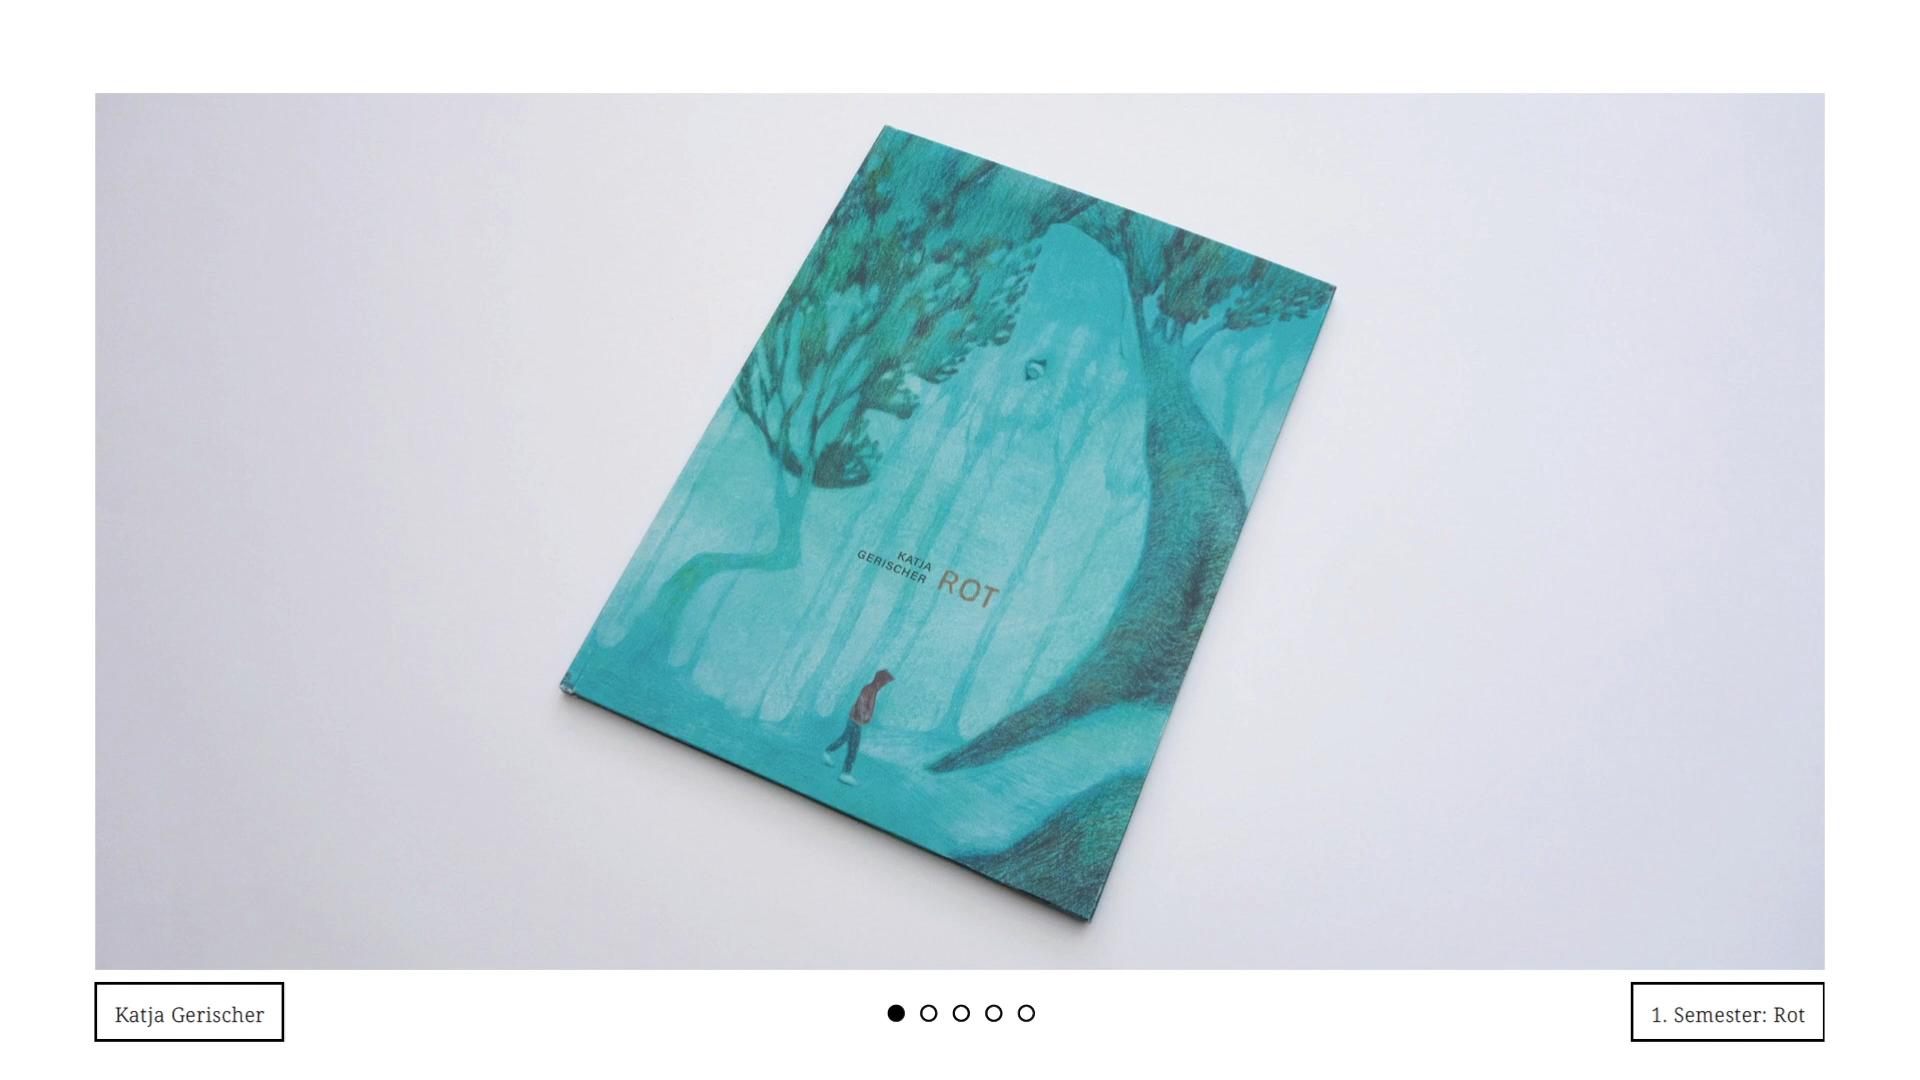 KATJA
GERISCHER
ROT
Katja Gerischer
1. Semester: Rot